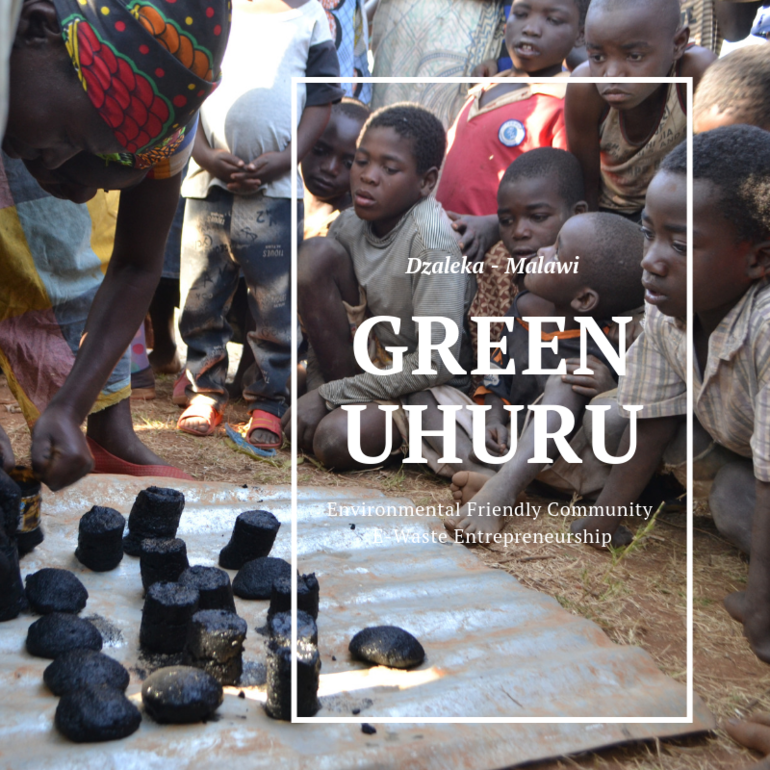 Dzaleka - Malawi
GREEN
UHURU
Environmental Friendly Community
E-Waste Entrepreneurship